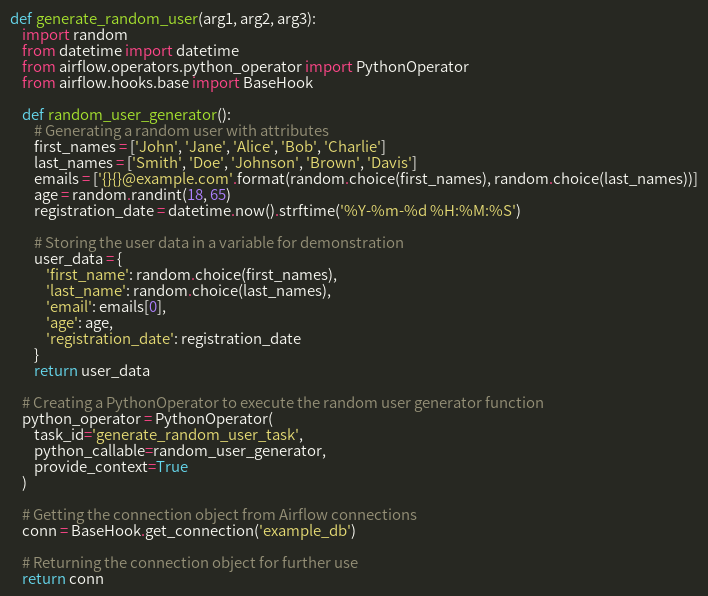 def generate_random_user(arg1, arg2, arg3):
    import random
    from datetime import datetime
    from airflow.operators.python_operator import PythonOperator
    from airflow.hooks.base import BaseHook

    def random_user_generator():
        # Generating a random user with attributes
        first_names = ['John', 'Jane', 'Alice', 'Bob', 'Charlie']
        last_names = ['Smith', 'Doe', 'Johnson', 'Brown', 'Davis']
        emails = ['{}{}@example.com'.format(random.choice(first_names), random.choice(last_names))]
        age = random.randint(18, 65)
        registration_date = datetime.now().strftime('%Y-%m-%d %H:%M:%S')

        # Storing the user data in a variable for demonstration
        user_data = {
            'first_name': random.choice(first_names),
            'last_name': random.choice(last_names),
            'email': emails[0],
            'age': age,
            'registration_date': registration_date
        }
        return user_data

    # Creating a PythonOperator to execute the random user generator function
    python_operator = PythonOperator(
        task_id='generate_random_user_task',
        python_callable=random_user_generator,
        provide_context=True
    )

    # Getting the connection object from Airflow connections
    conn = BaseHook.get_connection('example_db')

    # Returning the connection object for further use
    return conn